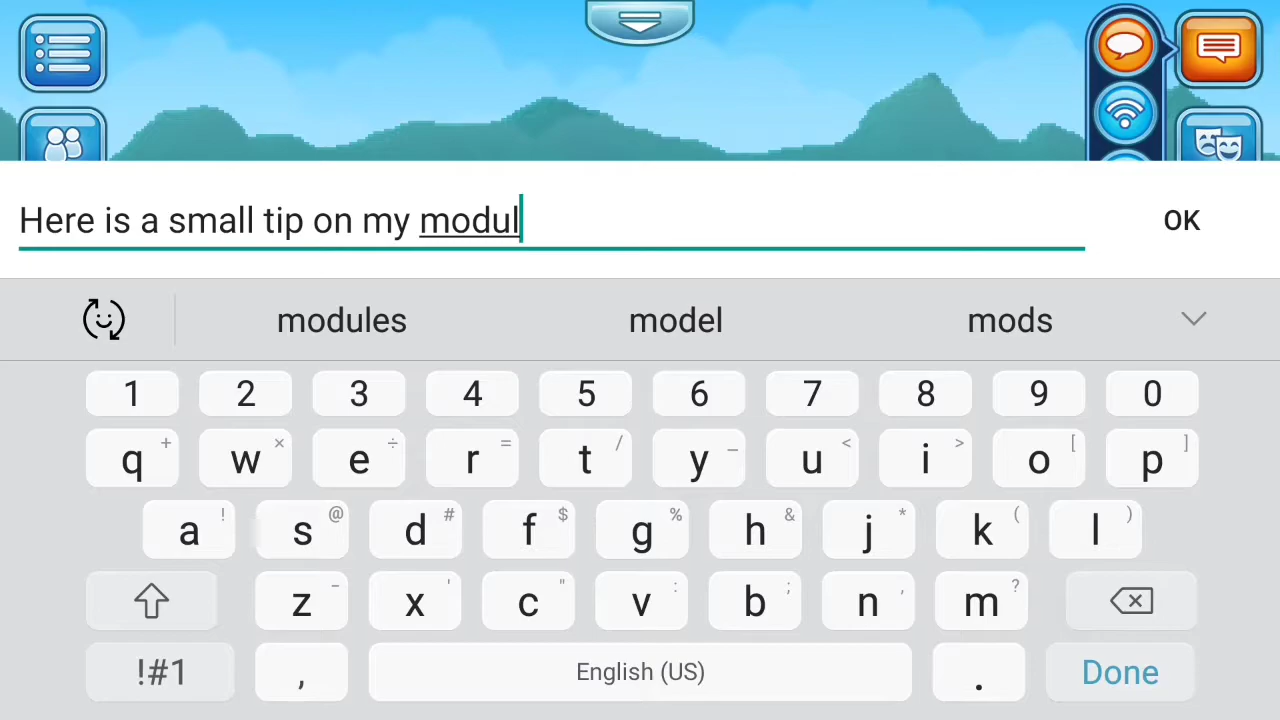 Here is a small tip on my modul
OK
modules model mods
1 2 3 4 5 6 7 8 9 0
q + w × e ÷ r = t / y _ u < i > o [ p ]
a ! s @ d # f $ g % h & j * k ( l )
z - x ' c " v : b ; n , m ?
!#1 , English (US) . Done